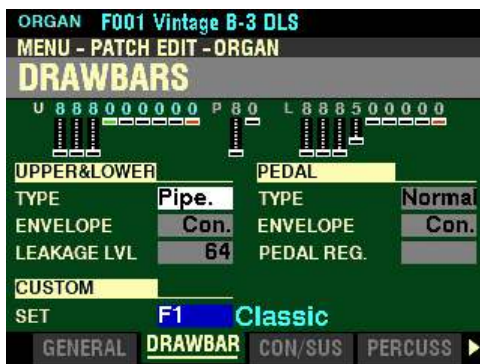 ORGAN F001 Vintage B-3 DLS
MENU - PATCH EDIT - ORGAN
DRAWBARS
U 888000000 P 80 L 888500000
UPPER&LOWER PEDAL
TYPE Pipe. TYPE Normal
ENVELOPE Con. ENVELOPE Con.
LEAKAGE LVL 64 PEDAL REG.
CUSTOM
SET F1 Classic
GENERAL DRAWBAR CON/SUS PERCUSS